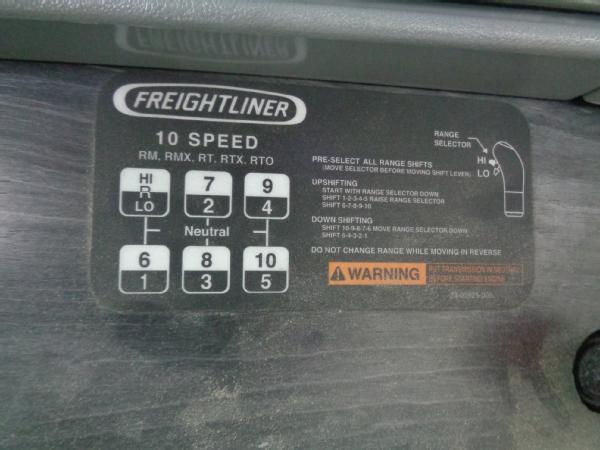 FREIGHTLINER
10 SPEED
RM, RMX, RT, RTX, RTO
HI 7 9
R
LO 2 4
Neutral
6 8 10
1 3 5
RANGE
SELECTOR
HI
LO
PRE-SELECT ALL RANGE SHIFTS
(MOVE SELECTOR BEFORE MOVING SHIFT LEVER)
UPSHIFTING
START WITH RANGE SELECTOR DOWN
SHIFT 1-2-3-4-5 RAISE RANGE SELECTOR
SHIFT 6-7-8-9-10
DOWN SHIFTING
SHIFT 10-9-8-7-6 MOVE RANGE SELECTOR DOWN
SHIFT 5-4-3-2-1
DO NOT CHANGE RANGE WHILE MOVING IN REVERSE
WARNING
PUT TRANSMISSION IN NEUTRAL
BEFORE STARTING ENGINE